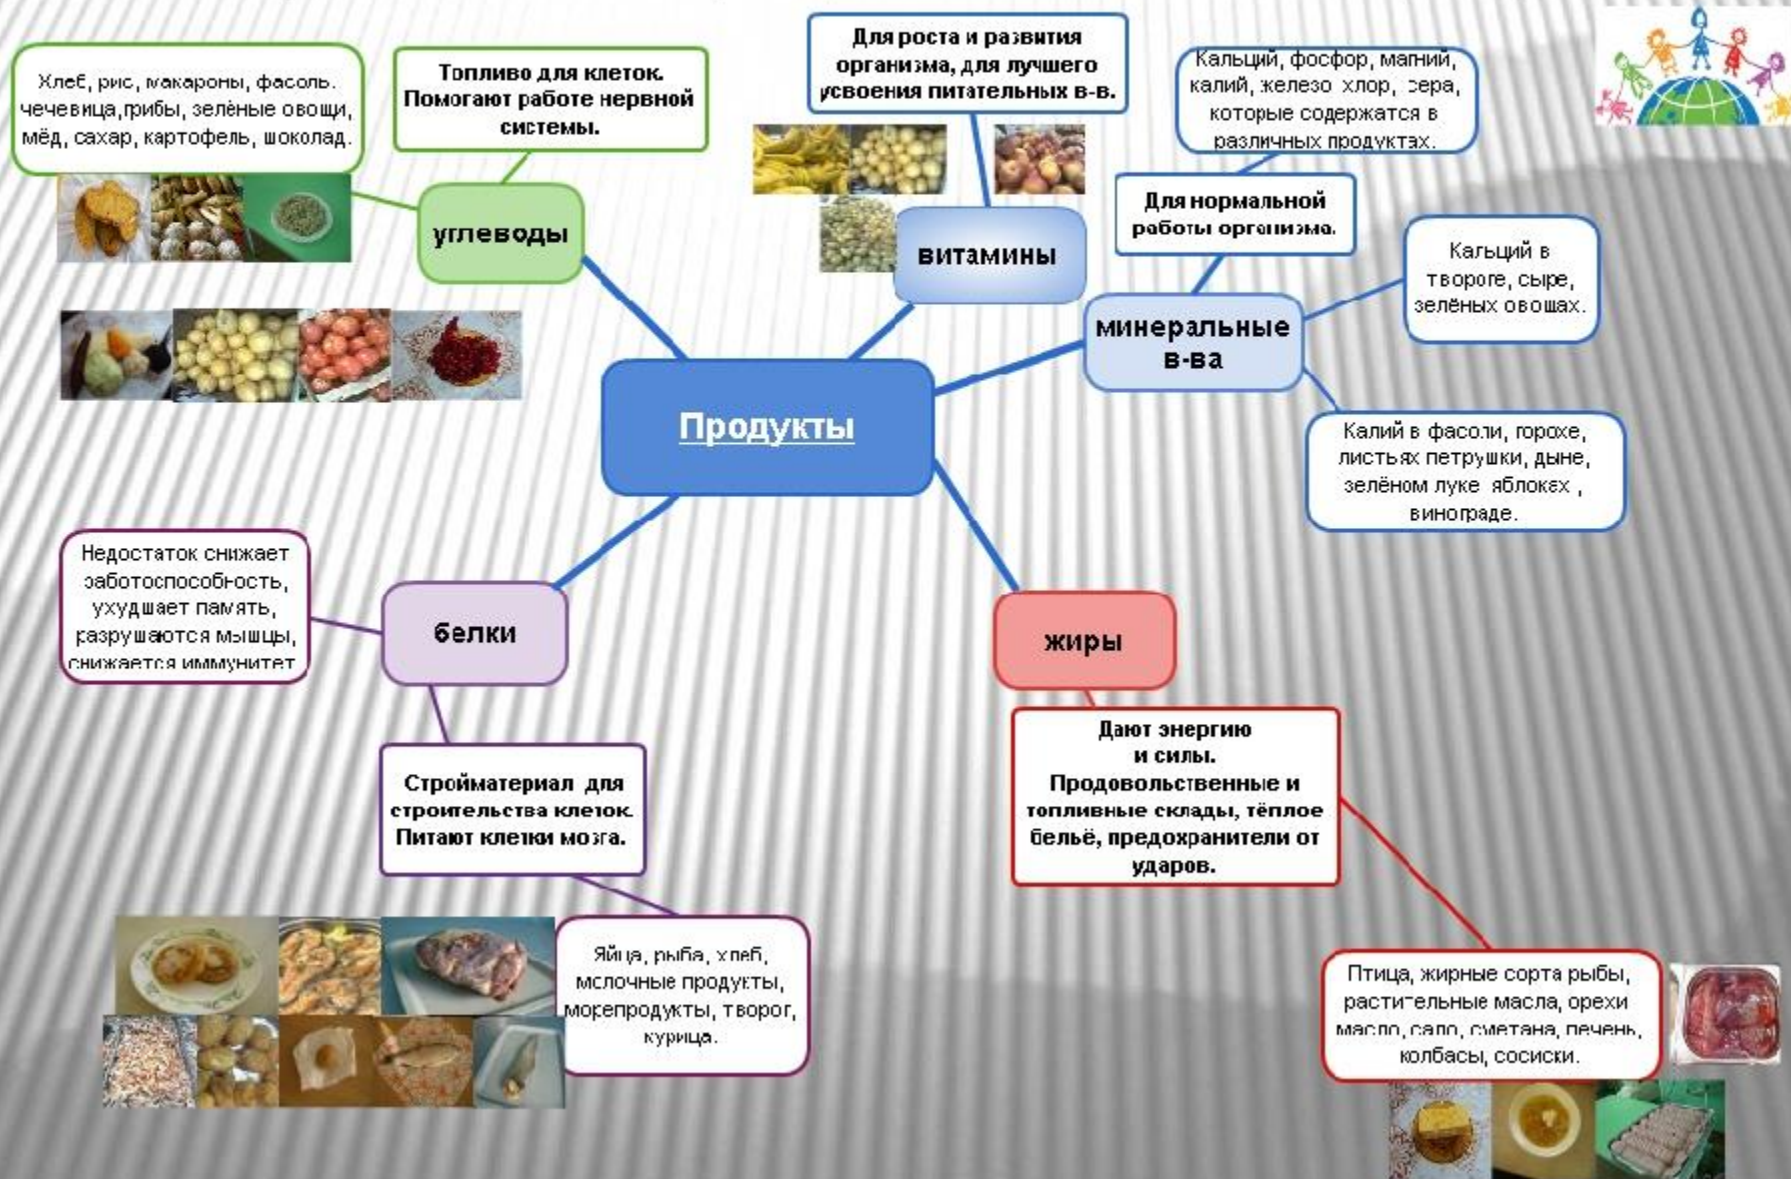 Хлеб, рис, макароны, фасоль.
чечевица,грибы, зелёные овощи,
мёд, сахар, картофель, шоколад.
Топливо для клеток.
Помогают работе нервной
системы.
Для роста и развития
организма, для лучшего
усвоения питательных в-в.
Кальций, фосфор, магний,
калий, железо хлор, сера,
которые содержатся в
различных продуктах.
углеводы
витамины
Для нормальной
работы организма.
минеральные
в-ва
Кальций в
твороге, сыре,
зелёных овощах.
Продукты
Калий в фасоли, горохе,
листьях петрушки, дыне,
зелёном луке яблоках ,
винограде.
Недостаток снижает
работоспособность,
ухудшает память,
разрушаются мышцы,
снижается иммунитет
белки
жиры
Стройматериал для
строительства клеток.
Питают клетки мозга.
Дают энергию
и силы.
Продовольственные и
топливные склады, тёплое
бельё, предохранители от
ударов.
Яйца, рыба, хлеб,
молочные продукты,
морепродукты, творог,
курица.
Птица, жирные сорта рыбы,
растительные масла, орехи
масло, сало, сметана, печень,
колбасы, сосиски.